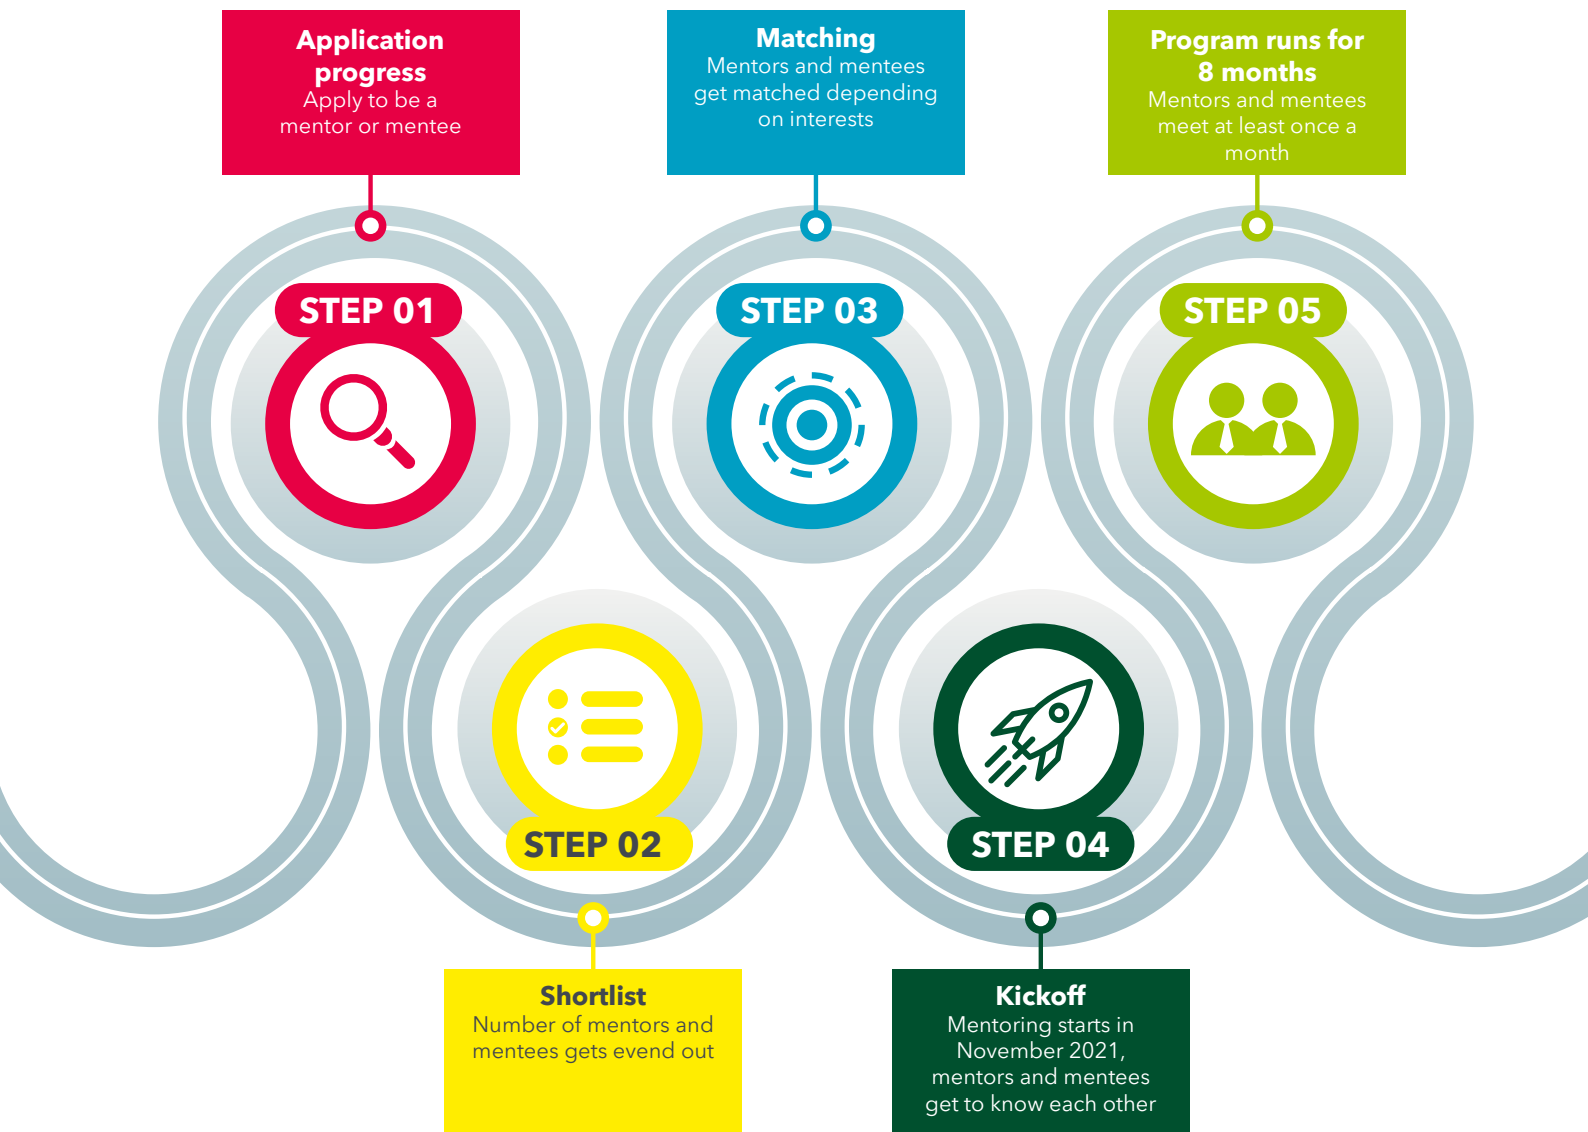 Application
progress
Apply to be a
mentor or mentee
STEP 01
STEP 02
Shortlist
Number of mentors and
mentees gets evend out
Matching
Mentors and mentees
get matched depending
on interests
STEP 03
STEP 04
Kickoff
Mentoring starts in
November 2021,
mentors and mentees
get to know each other
Program runs for
8 months
Mentors and mentees
meet at least once a
month
STEP 05